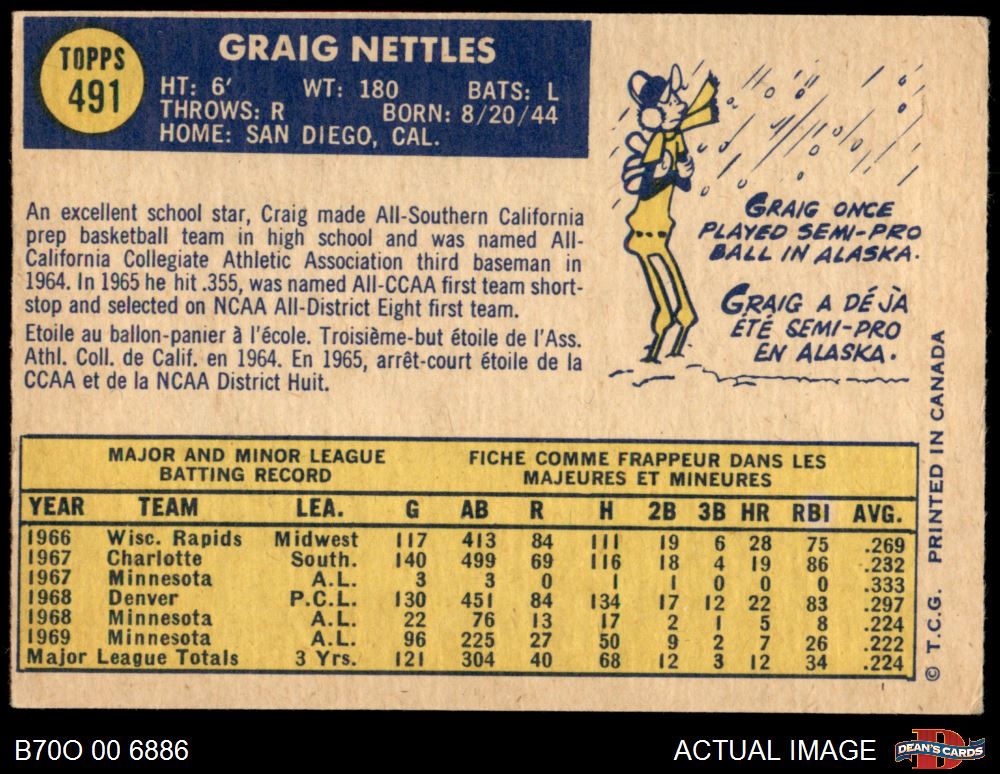 TOPPS
491
GRAIG NETTLES
HT: 6′ WT: 180 BATS: L
THROWS: R BORN: 8/20/44
HOME: SAN DIEGO, CAL.
An excellent school star, Craig made All-Southern California
prep basketball team in high school and was named All-
California Collegiate Athletic Association third baseman in
1964. In 1965 he hit .355, was named All-CCAA first team short-
stop and selected on NCAA All-District Eight first team.
Etoile au ballon-panier à l'école. Troisième-but étoile de l'Ass.
Athl. Coll. de Calif. en 1964. En 1965, arrêt-court étoile de la
CCAA et de la NCAA District Huit.
GRAIG ONCE
PLAYED SEMI-PRO
BALL IN ALASKA.
GRAIG A DÉJÀ
ÉTÉ SEMI-PRO
EN ALASKA.
MAJOR AND MINOR LEAGUE
BATTING RECORD
FICHE COMME FRAPPEUR DANS LES
MAJEURES ET MINEURES
YEAR TEAM LEA. G AB R H 2B 3B HR RBI AVG.
1966 Wisc. Rapids Midwest 117 413 84 111 19 6 28 75 .269
1967 Charlotte South. 140 499 69 116 18 4 19 86 .232
1967 Minnesota A.L. 3 3 0 1 1 0 0 0 .333
1968 Denver P.C.L. 130 451 84 134 17 12 22 83 .297
1968 Minnesota A.L. 22 76 13 17 2 1 5 8 .224
1969 Minnesota A.L. 96 225 27 50 9 2 7 26 .222
Major League Totals 3 Yrs. 121 304 40 68 12 3 12 34 .224
© T.C.G. PRINTED IN CANADA
B70O 00 6886
ACTUAL IMAGE
DEAN'S CARDS